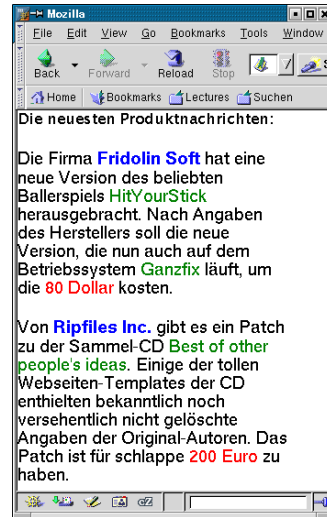 Mozilla
File Edit View Go Bookmarks Tools Window
Back Forward Reload Stop
Home Bookmarks Lectures Suchen
Die neuesten Produktnachrichten:
Die Firma Fridolin Soft hat eine
neue Version des beliebten
Ballerspiels HitYourStick
herausgebracht. Nach Angaben
des Herstellers soll die neue
Version, die nun auch auf dem
Betriebssystem Ganzfix läuft, um
die 80 Dollar kosten.
Von Ripfiles Inc. gibt es ein Patch
zu der Sammel-CD Best of other
people's ideas. Einige der tollen
Webseiten-Templates der CD
enthielten bekanntlich noch
versehentlich nicht gelöschte
Angaben der Original-Autoren. Das
Patch ist für schlappe 200 Euro zu
haben.